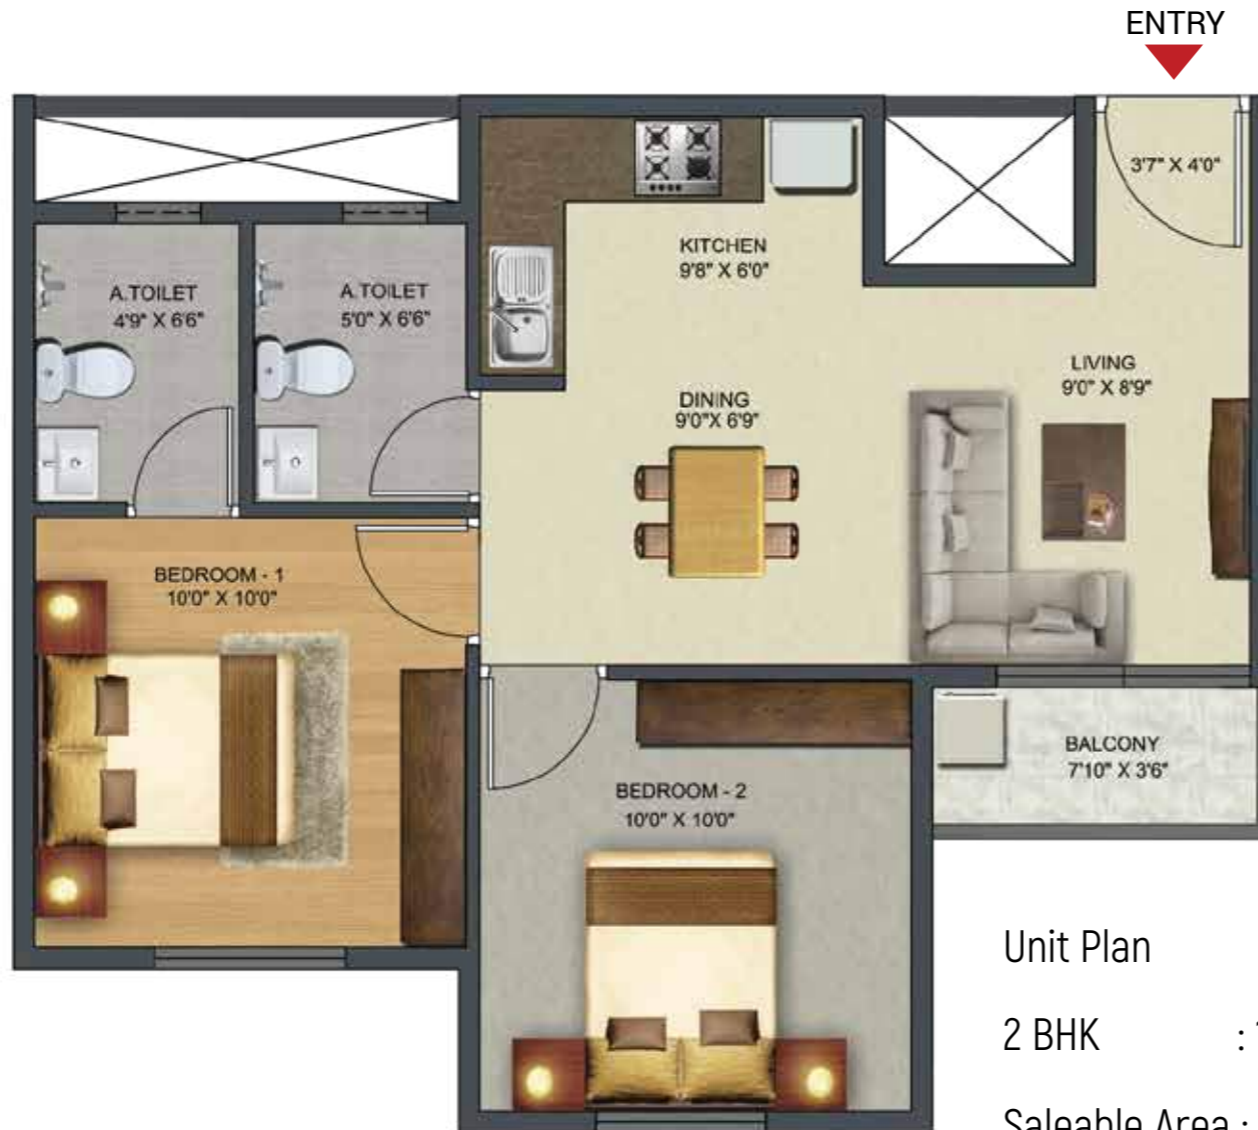 ENTRY
3'7" X 4'0"
KITCHEN
9'8" X 6'0"
A.TOILET
4'9" X 6'6"
A.TOILET
5'0" X 6'6"
LIVING
9'0" X 8'9"
DINING
9'0"X 6'9"
BEDROOM - 1
10'0" X 10'0"
BALCONY
7'10" X 3'6"
BEDROOM - 2
10'0" X 10'0"
Unit Plan
2 BHK :
Saleable Area :